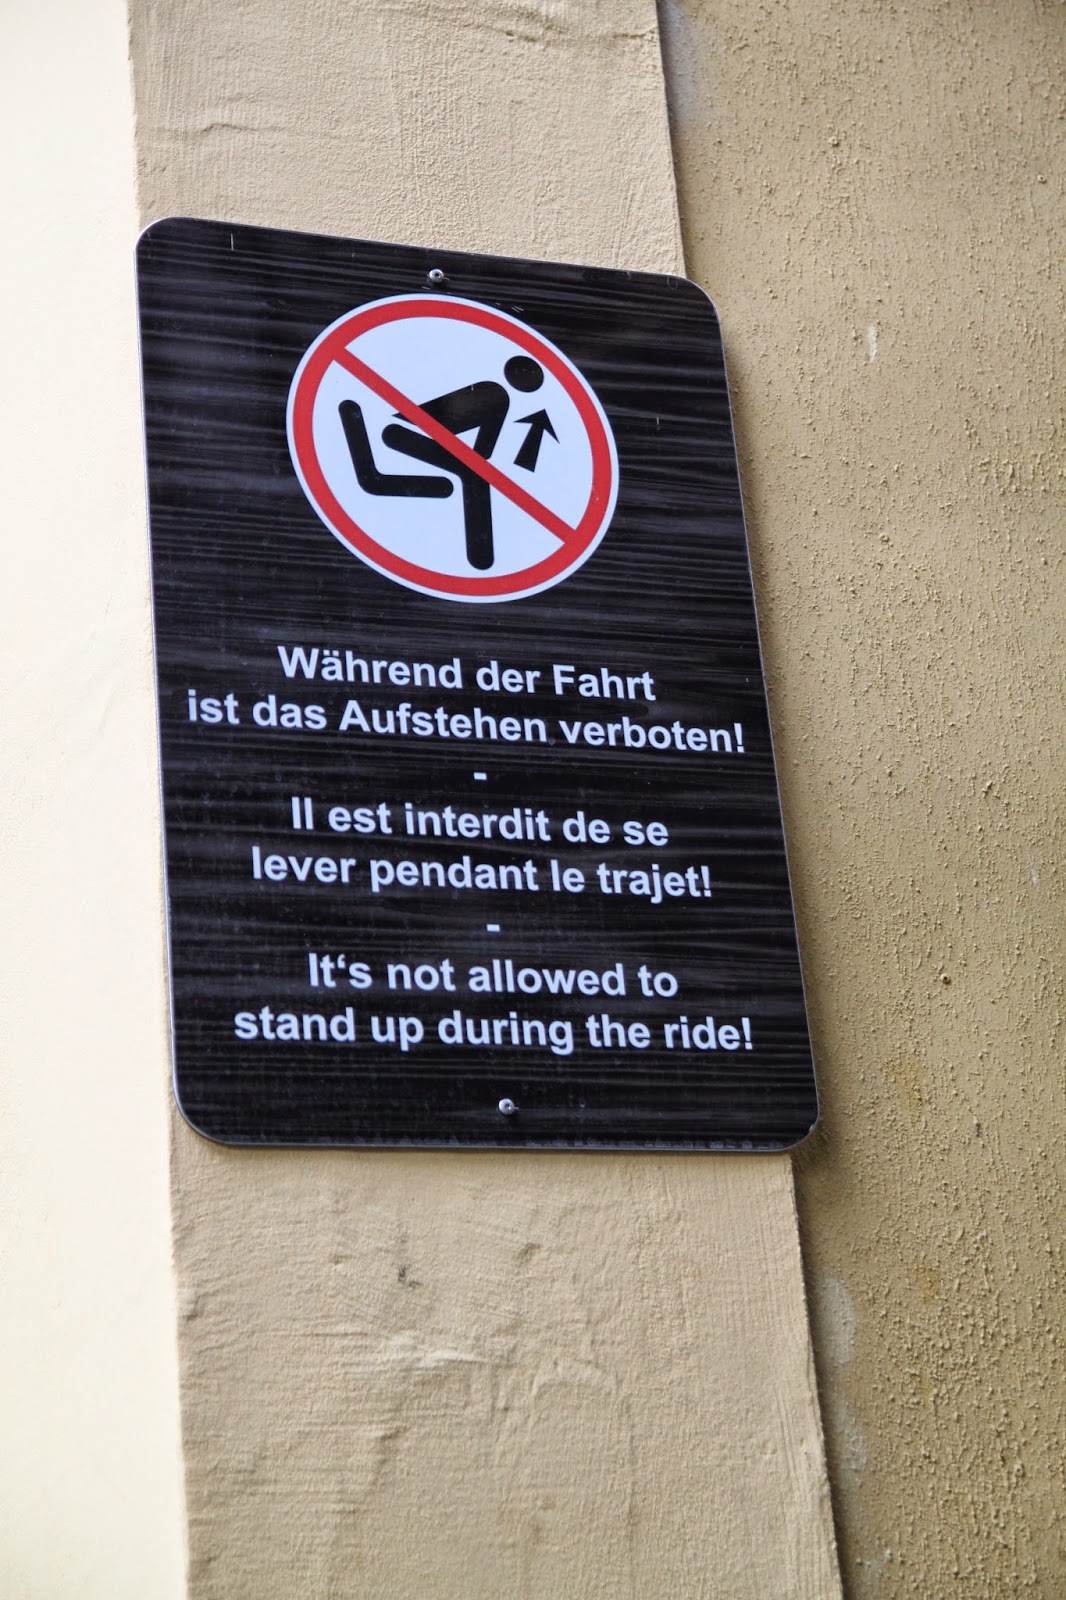 Während der Fahrt
ist das Aufstehen verboten!
-
Il est interdit de se
lever pendant le trajet!
-
It‘s not allowed to
stand up during the ride!